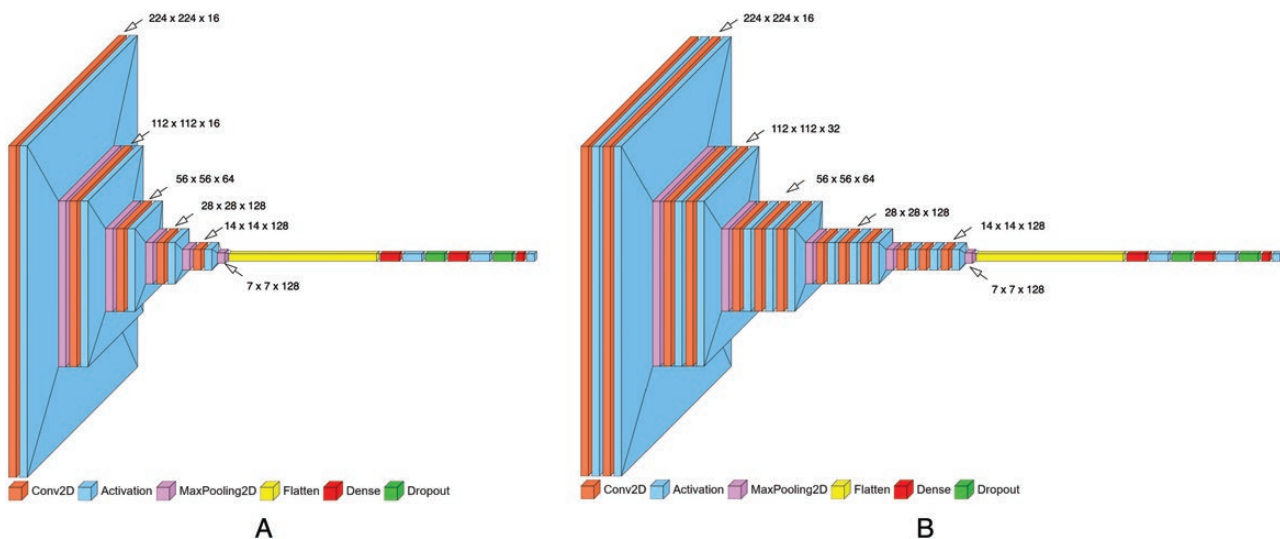 224 x 224 x 16
112 x 112 x 16
56 x 56 x 64
28 x 28 x 128
14 x 14 x 128
7 x 7 x 128
Conv2D Activation MaxPooling2D Flatten Dense Dropout
A
224 x 224 x 16
112 x 112 x 32
56 x 56 x 64
28 x 28 x 128
14 x 14 x 128
7 x 7 x 128
Conv2D Activation MaxPooling2D Flatten Dense Dropout
B